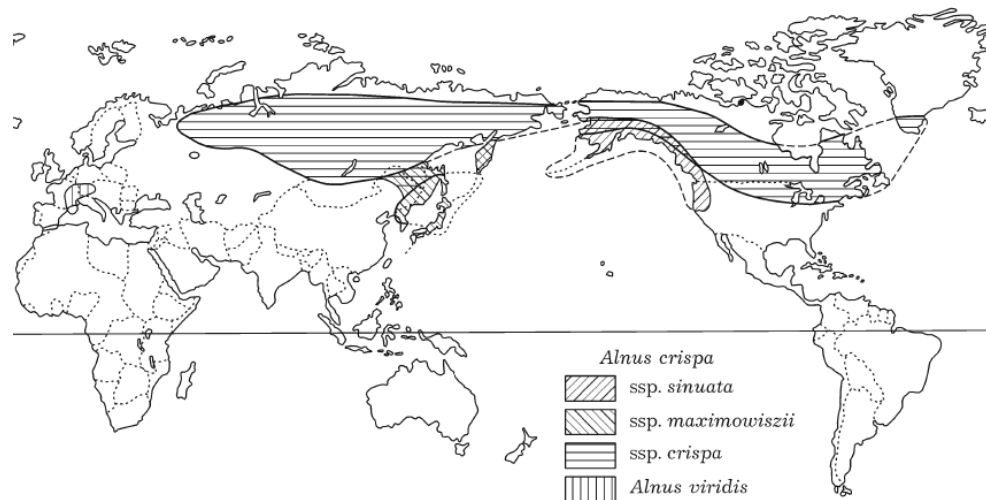 Alnus crispa
ssp. sinuata
ssp. maximowiszii
ssp. crispa
Alnus viridis